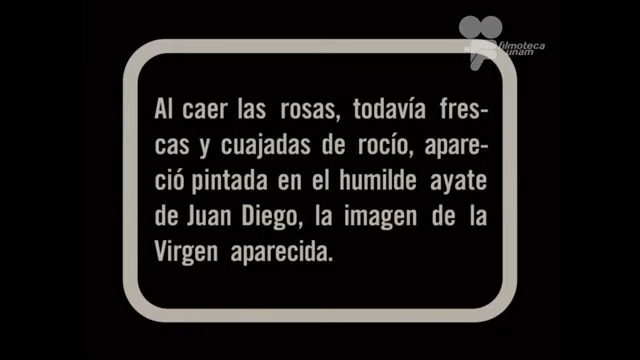 filmoteca
unam
Al caer las rosas, todavía fres-
cas y cuajadas de rocío, apare-
ció pintada en el humilde ayate
de Juan Diego, la imagen de la
Virgen aparecida.